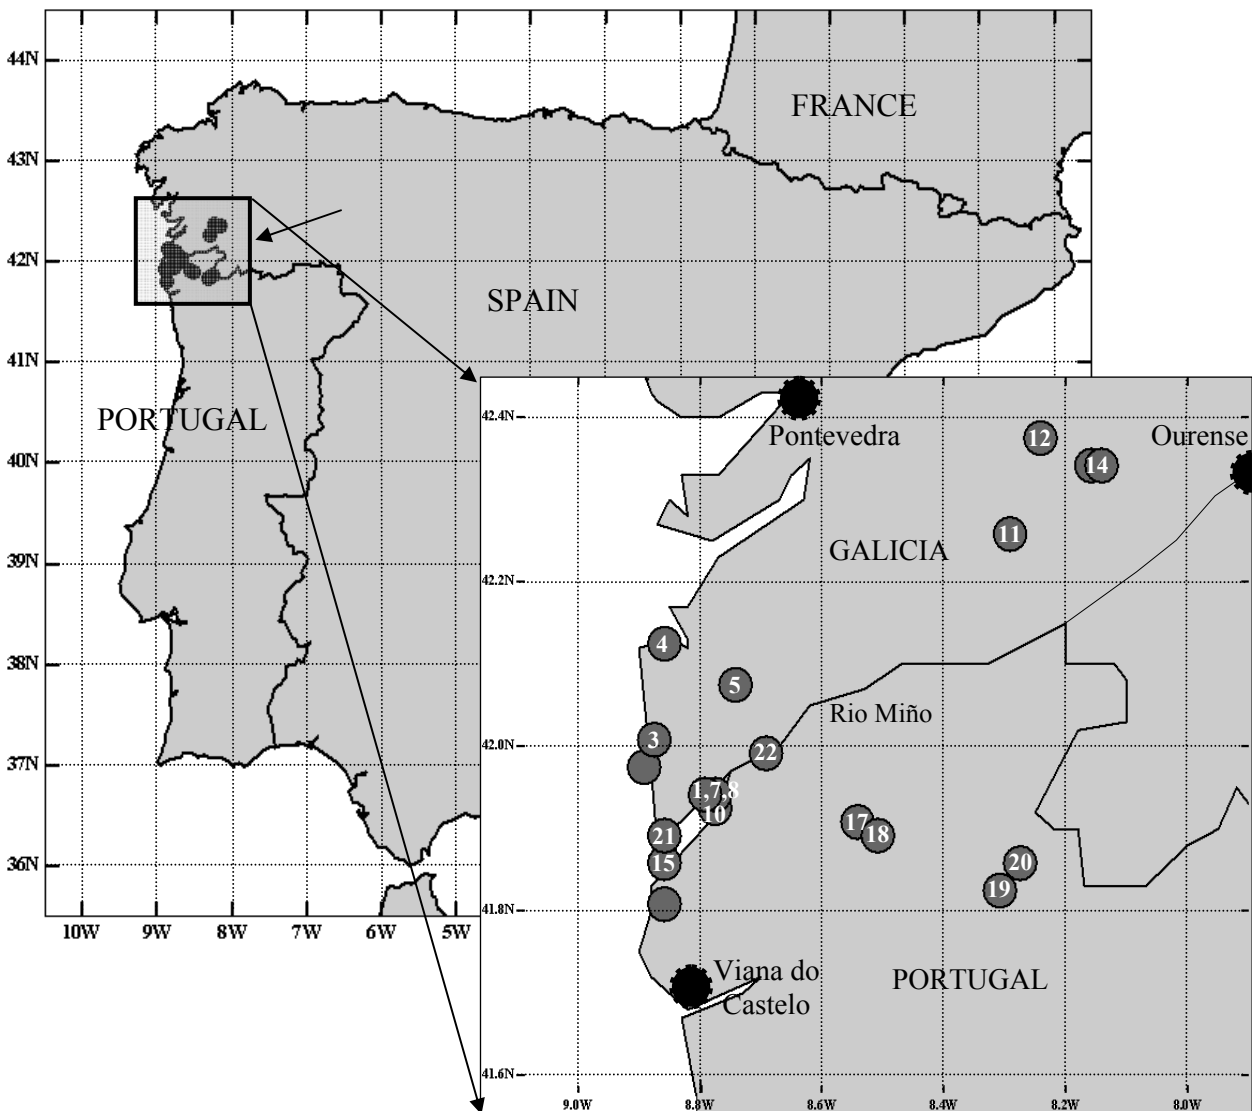 44N
FRANCE
43N
42N
SPAIN
41N
PORTUGAL
40N
39N
38N
37N
36N
10W 9W 8W 7W 6W 5W
42.4N
Pontevedra
12
Ourense
14
11
GALICIA
42.2N
4
5
Rio Miño
3
42.0N
22
1,7,8
10
17
18
21
15
20
19
41.8N
Viana do
Castelo
PORTUGAL
41.6N
9.0W 8.8W 8.6W 8.4W 8.2W 8.0W